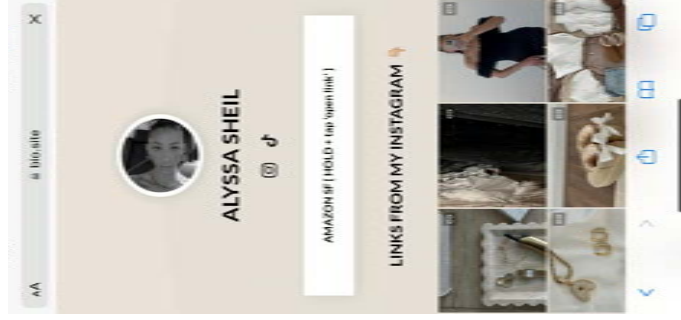 AA
bio.site
ALYSSA SHEIL
AMAZON SF [ HOLD + tap 'open link' ]
LINKS FROM MY INSTAGRAM 👇🏼